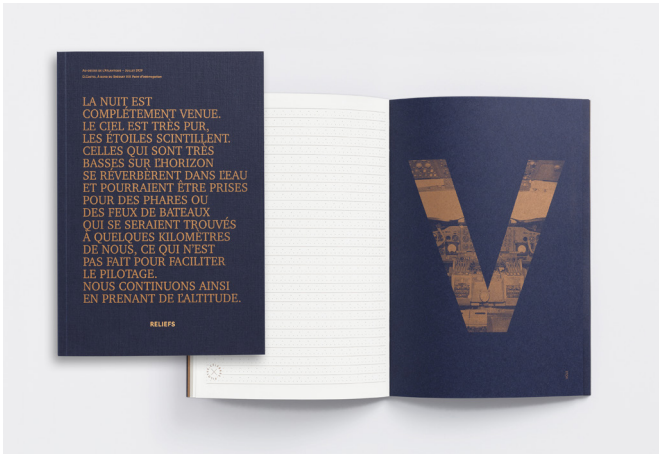 LA NUIT EST
COMPLÉTEMENT VENUE.
LE CIEL EST TRÈS PUR,
LES ÉTOILES SCINTILLENT.
CELLES QUI SONT TRÈS
BASSES SUR L'HORIZON
SE RÉVERBÈRENT DANS L'EAU
ET POURRAIENT ÊTRE PRISES
POUR DES PHARES OU
DES FEUX DE BATEAUX
QUI SE SERAIENT TROUVÉS
À QUELQUES KILOMÈTRES
DE NOUS, CE QUI N'EST
PAS FAIT POUR FACILITER
LE PILOTAGE.
NOUS CONTINUONS AINSI
EN PRENANT DE L'ALTITUDE.
RELIEFS
V